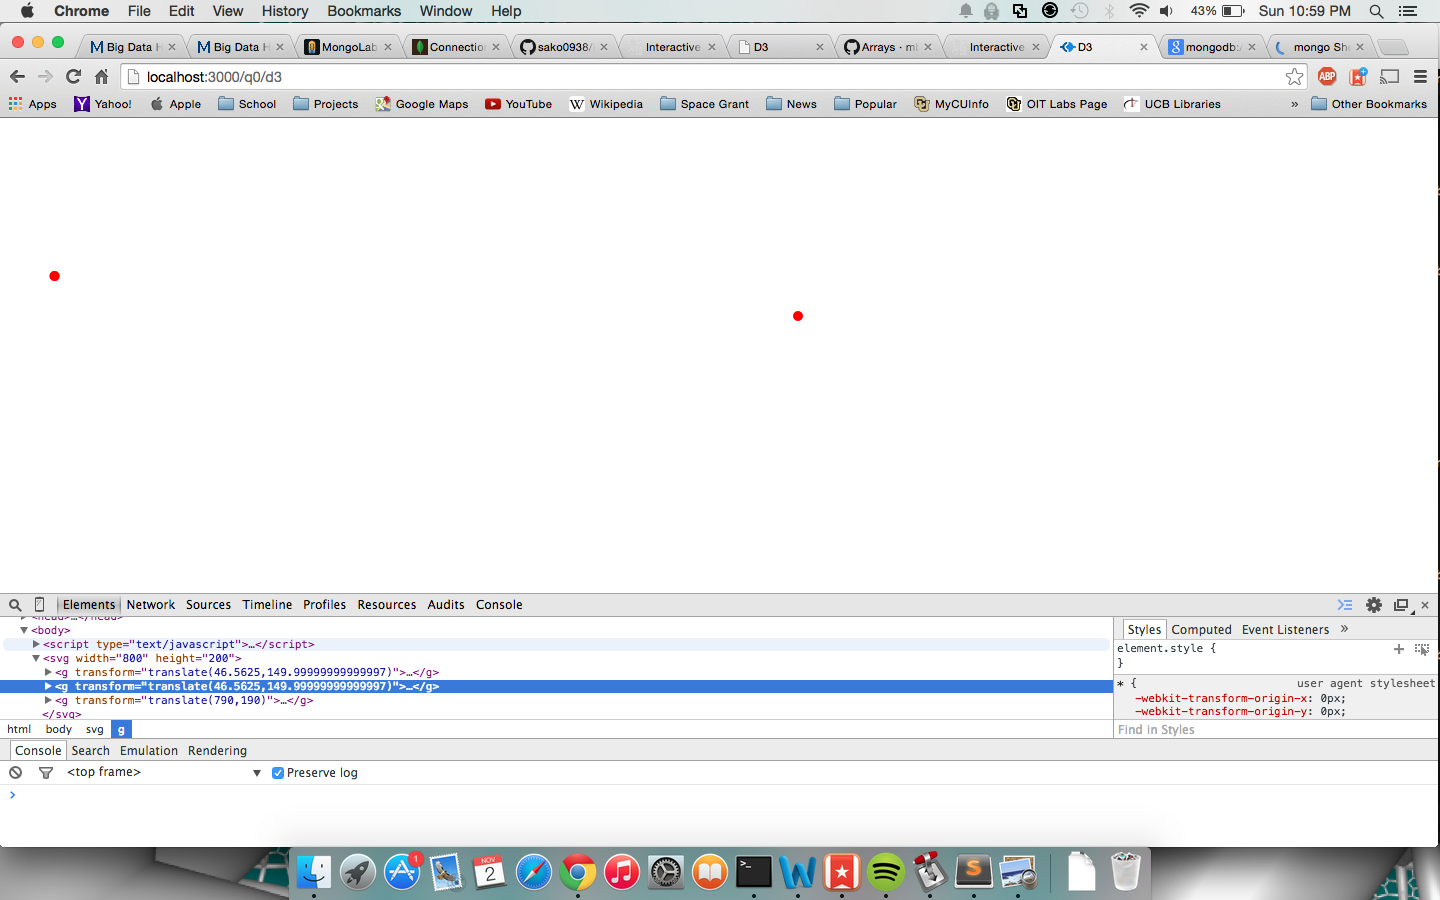 Chrome File Edit View History Bookmarks Window Help 43% Sun 10:59 PM
Big Data H Big Data H MongoLab Connection sako0938/ Interactive D3 Arrays · ml Interactive D3 mongodb: mongo She
localhost:3000/q0/d3
Apps Yahoo! Apple School Projects Google Maps YouTube Wikipedia Space Grant News Popular MyCUInfo OIT Labs Page UCB Libraries » Other Bookmarks
ABP
Elements Network Sources Timeline Profiles Resources Audits Console
<head>…</head>
<body>
<script type="text/javascript">…</script>
<svg width="800" height="200">
<g transform="translate(46.5625,149.99999999999997)">…</g>
<g transform="translate(46.5625,149.99999999999997)">…</g>
<g transform="translate(790,190)">…</g>
</svg>
html body svg g
Styles Computed Event Listeners »
element.style {
}
* { user agent stylesheet
-webkit-transform-origin-x: 0px;
-webkit-transform-origin-y: 0px;
Find in Styles
Console Search Emulation Rendering
<top frame> Preserve log
>
1
NOV
2